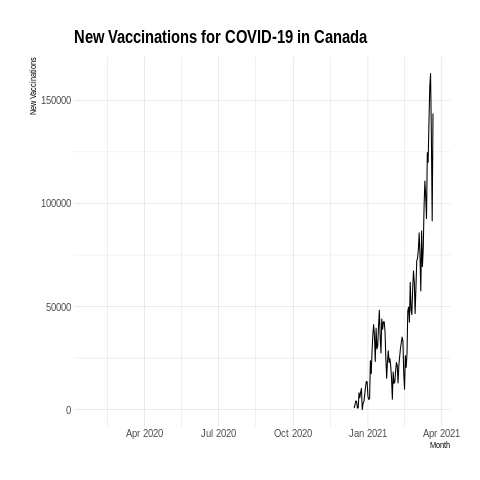 New Vaccinations for COVID-19 in Canada
New Vaccinations
150000
100000
50000
0
Apr 2020 Jul 2020 Oct 2020 Jan 2021 Apr 2021
Month